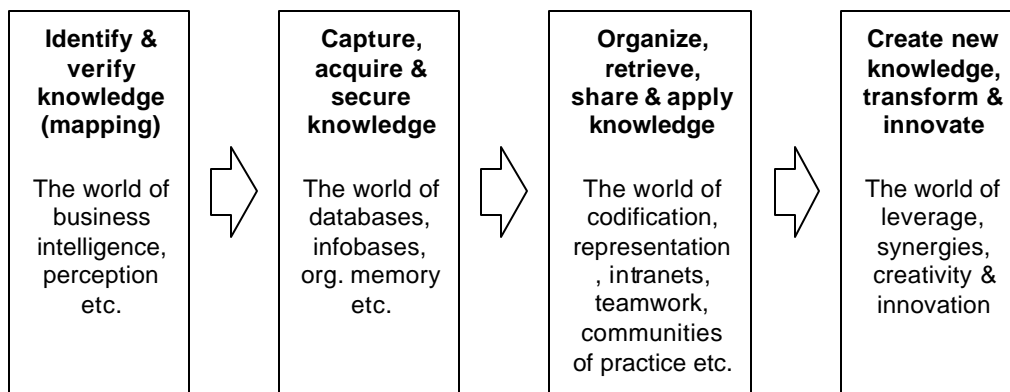 Identify &
verify
knowledge
(mapping)
The world of
business
intelligence,
perception
etc.
Capture,
acquire &
secure
knowledge
The world of
databases,
infobases,
org. memory
etc.
Organize,
retrieve,
share & apply
knowledge
The world of
codification,
representation
, intranets,
teamwork,
communities
of practice etc.
Create new
knowledge,
transform &
innovate
The world of
leverage,
synergies,
creativity &
innovation